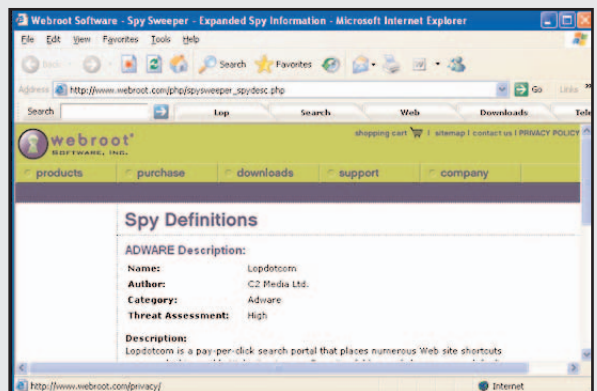 Webroot Software - Spy Sweeper - Expanded Spy Information - Microsoft Internet Explorer
File Edit View Favorites Tools Help
Back Search Favorites
Address http://www.webroot.com/php/spysweeper_spydesc.php Go Links »
Search Lop Search Web Downloads Tele
webroot®
SOFTWARE, INC.
shopping cart | sitemap | contact us | PRIVACY POLICY
products purchase downloads support company
Spy Definitions
ADWARE Description:
Name: Lopdotcom
Author: C2 Media Ltd.
Category: Adware
Threat Assessment: High
Description:
Lopdotcom is a pay-per-click search portal that places numerous Web site shortcuts
http://www.webroot.com/privacy/ Internet